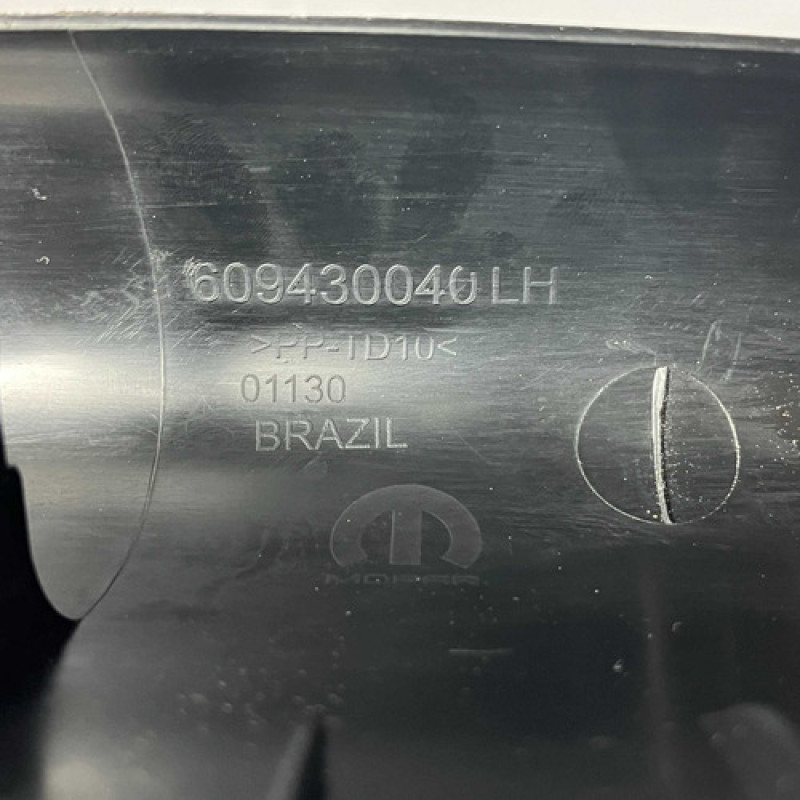 609430040 LH
>PP-TD10<
01130
BRAZIL
MOPAR